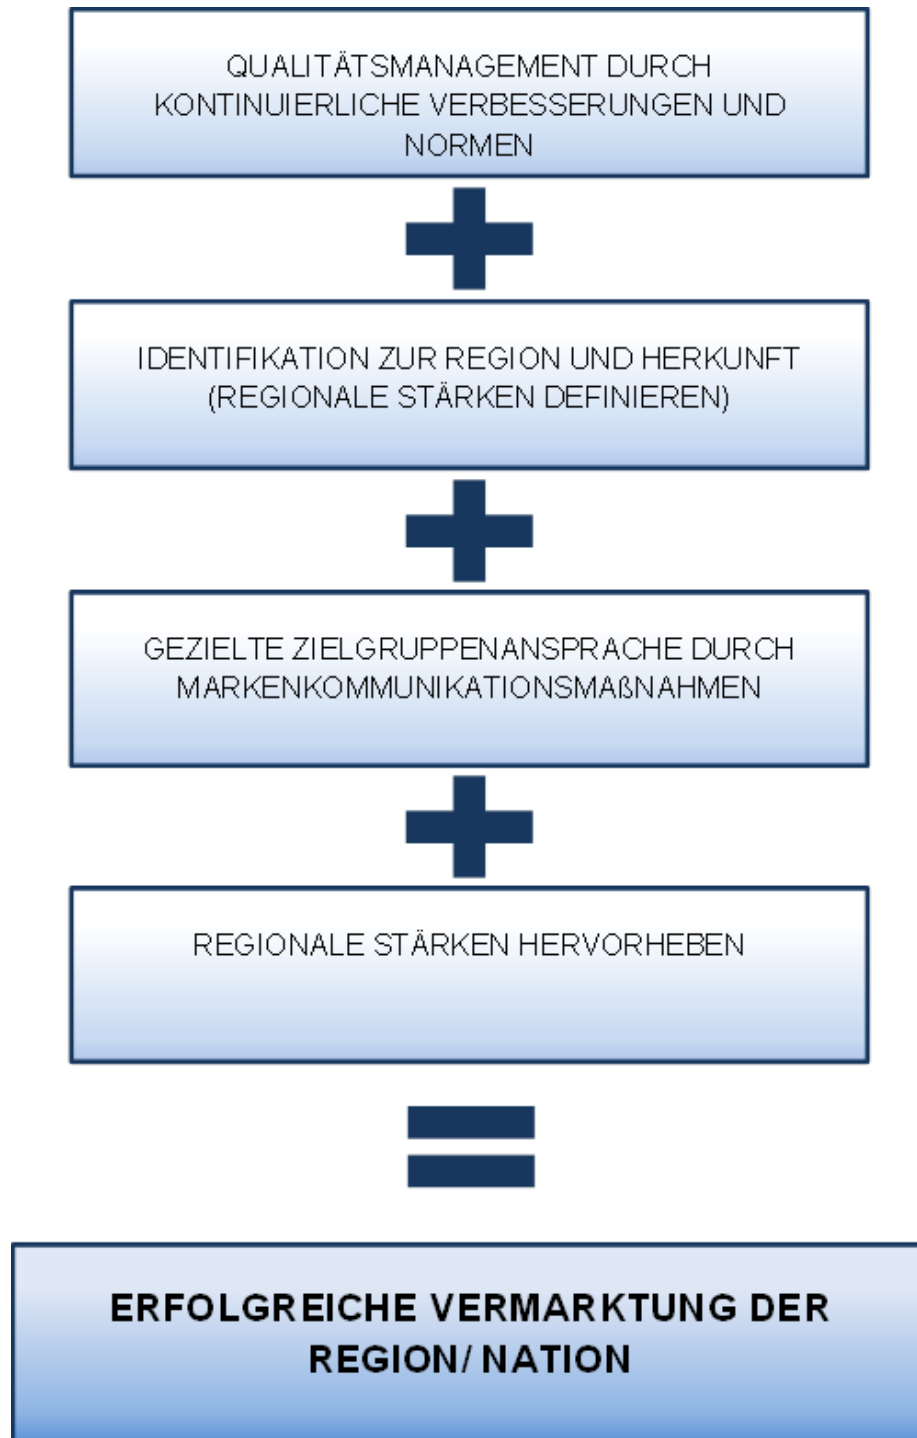 QUALITÄTSMANAGEMENT DURCH
KONTINUIERLICHE VERBESSERUNGEN UND
NORMEN
IDENTIFIKATION ZUR REGION UND HERKUNFT
(REGIONALE STÄRKEN DEFINIEREN)
GEZIELTE ZIELGRUPPENANSPRACHE DURCH
MARKENKOMMUNIKATIONSMAßNAHMEN
REGIONALE STÄRKEN HERVORHEBEN
ERFOLGREICHE VERMARKTUNG DER
REGION/ NATION